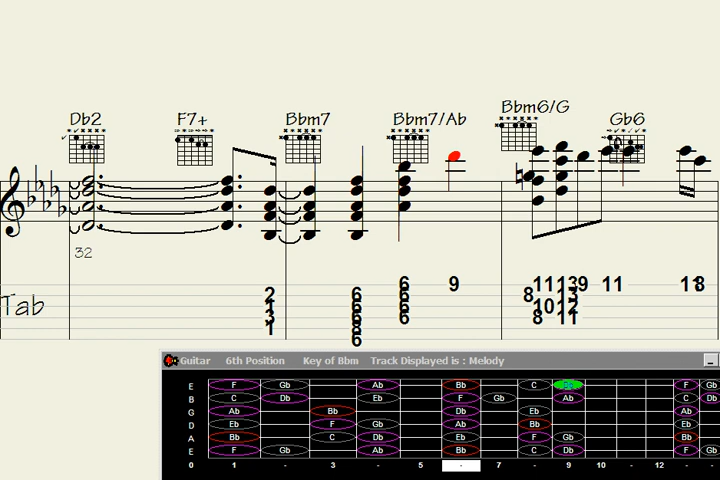 Db2 F7+ Bbm7 Bbm7/Ab Bbm6/G Gb6
32
Tab
2 1 3 1 6 6 6 6 8 6 6 6 6 6 9 8 11 10 8 13 13 12 11 9 11 11 8
Guitar 6th Position Key of Bbm Track Displayed is : Melody
E F Gb Ab Bb C F Gb
B C Db Eb F Gb Ab C Db
G Ab Bb Db Eb Ab
D Eb F Gb Ab Bb Eb
A Bb C Db Eb F Gb Bb
E F Gb Ab Bb C F Gb
0 1 - 3 - 5 - 7 - 9 10 - 12 - -